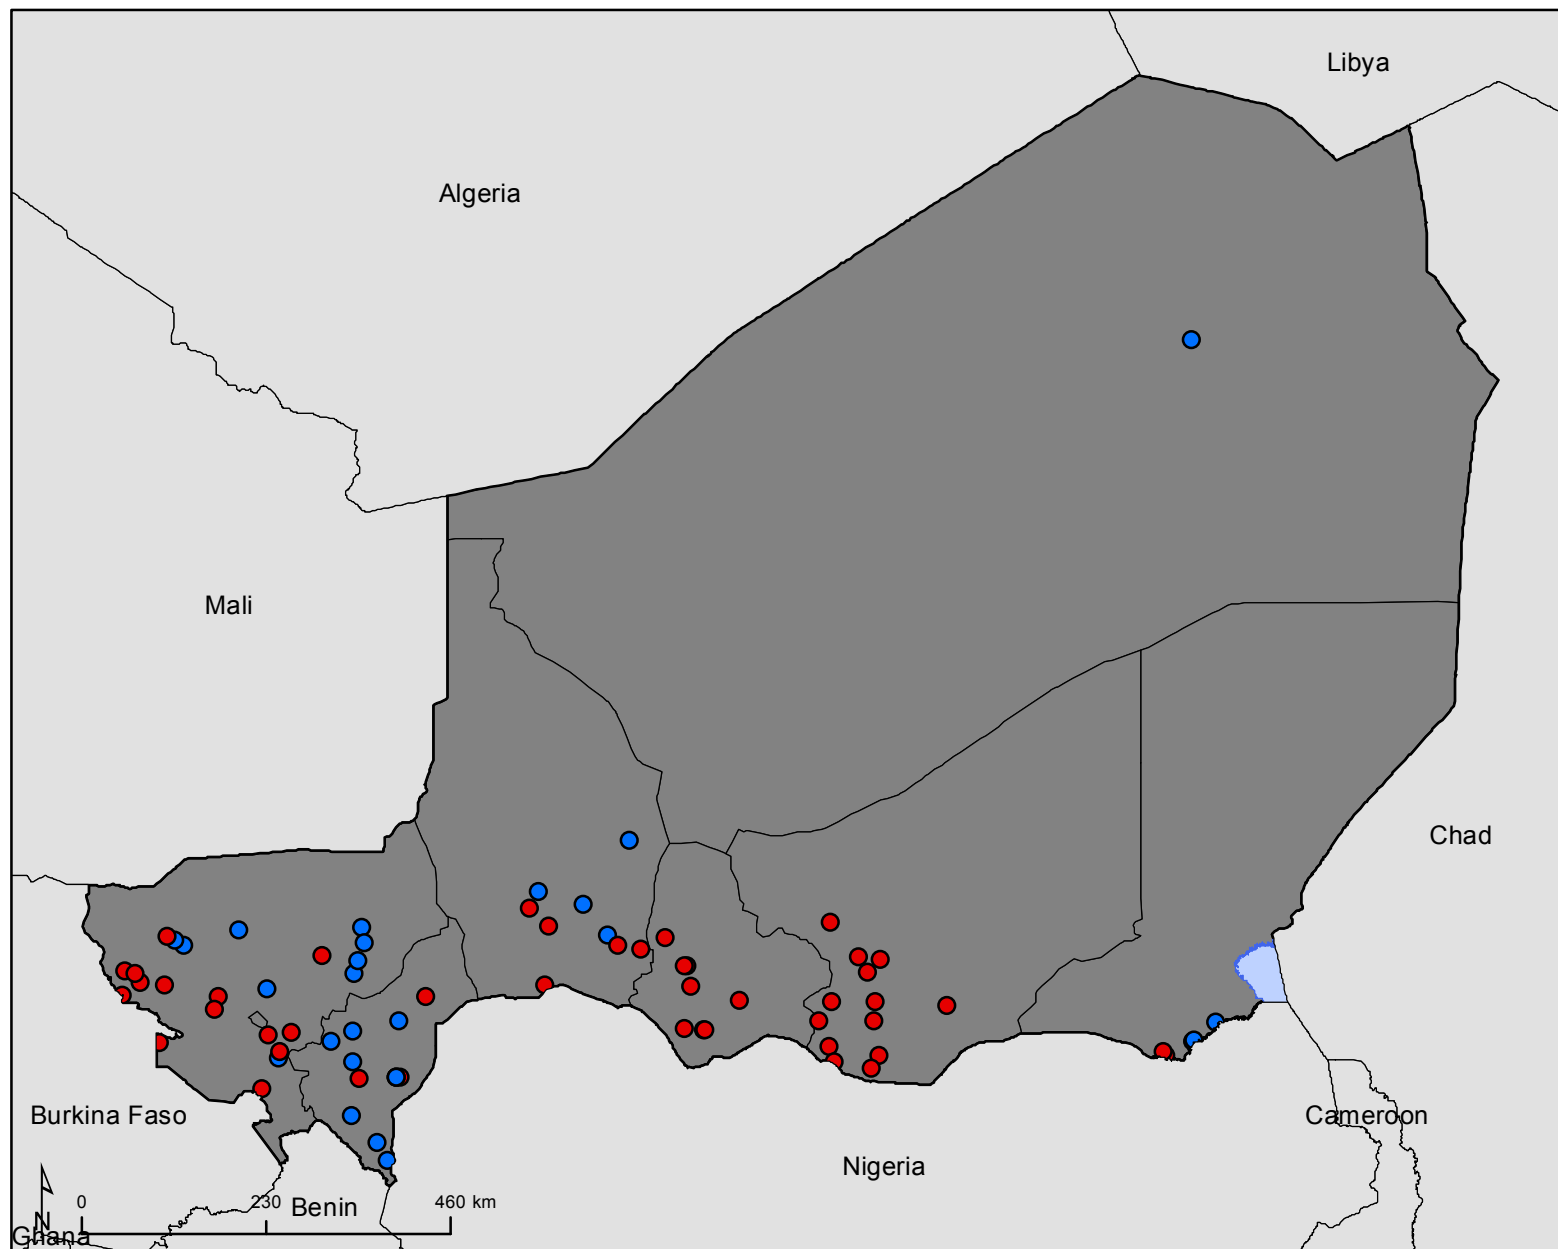 Libya
Algeria
Mali
Chad
Burkina Faso
Cameroon
Nigeria
0 230 460 km
Benin
N
Ghana